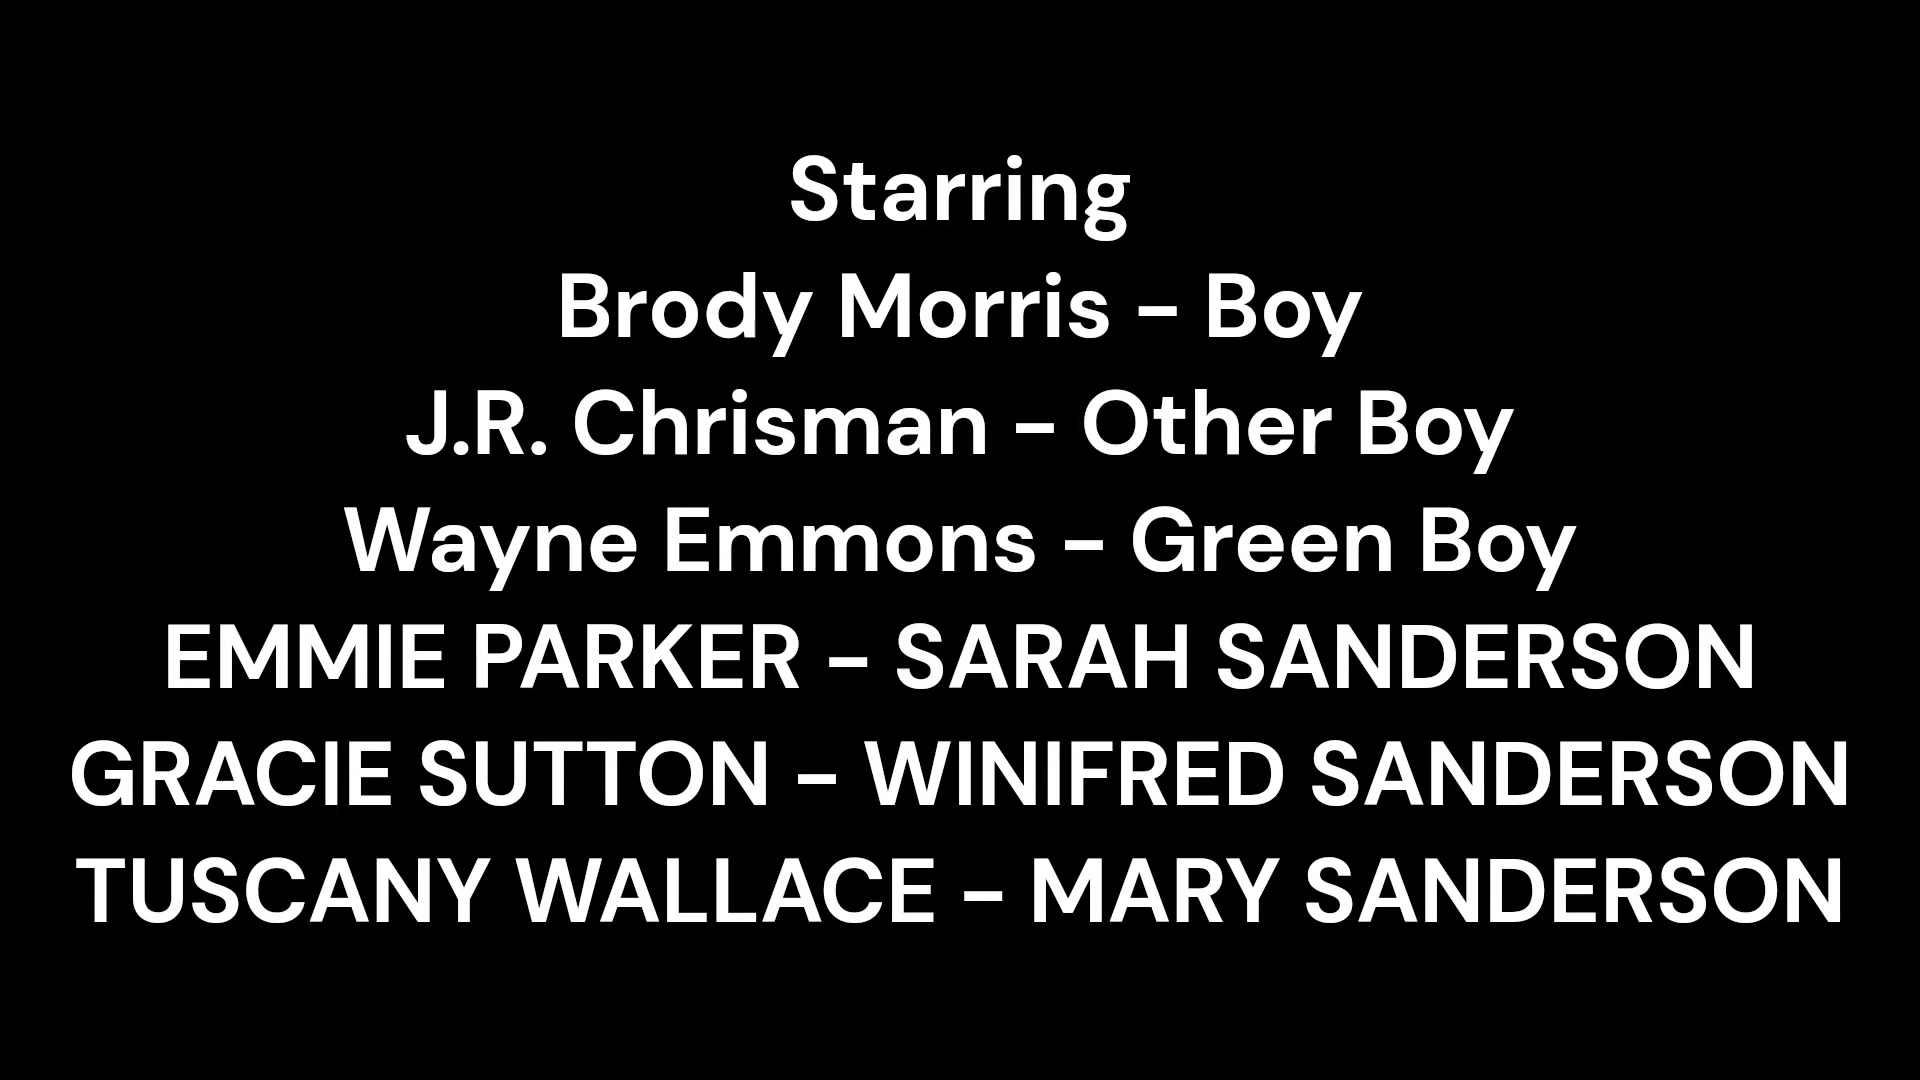 Starring
Brody Morris - Boy
J.R. Chrisman - Other Boy
Wayne Emmons - Green Boy
EMMIE PARKER - SARAH SANDERSON
GRACIE SUTTON - WINIFRED SANDERSON
TUSCANY WALLACE - MARY SANDERSON